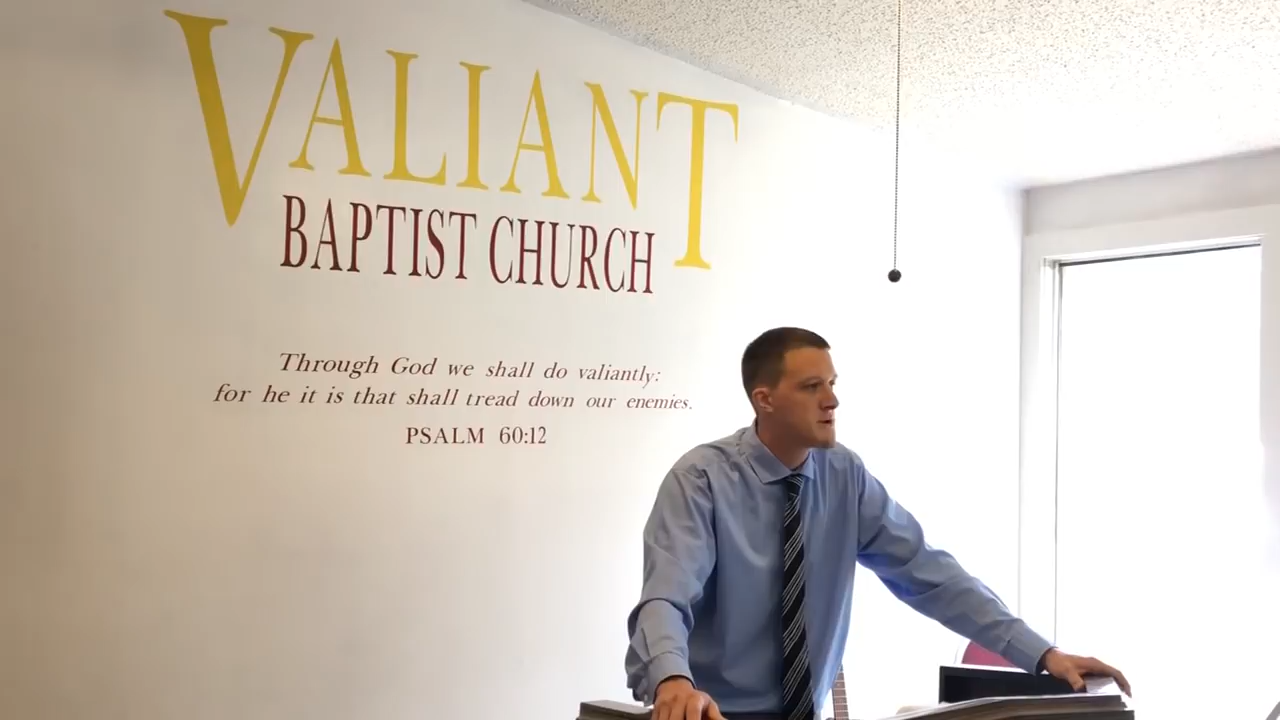 VALIANT
BAPTIST CHURCH
Through God we shall do valiantly:
for he it is that shall tread down our enemies.
PSALM 60:12